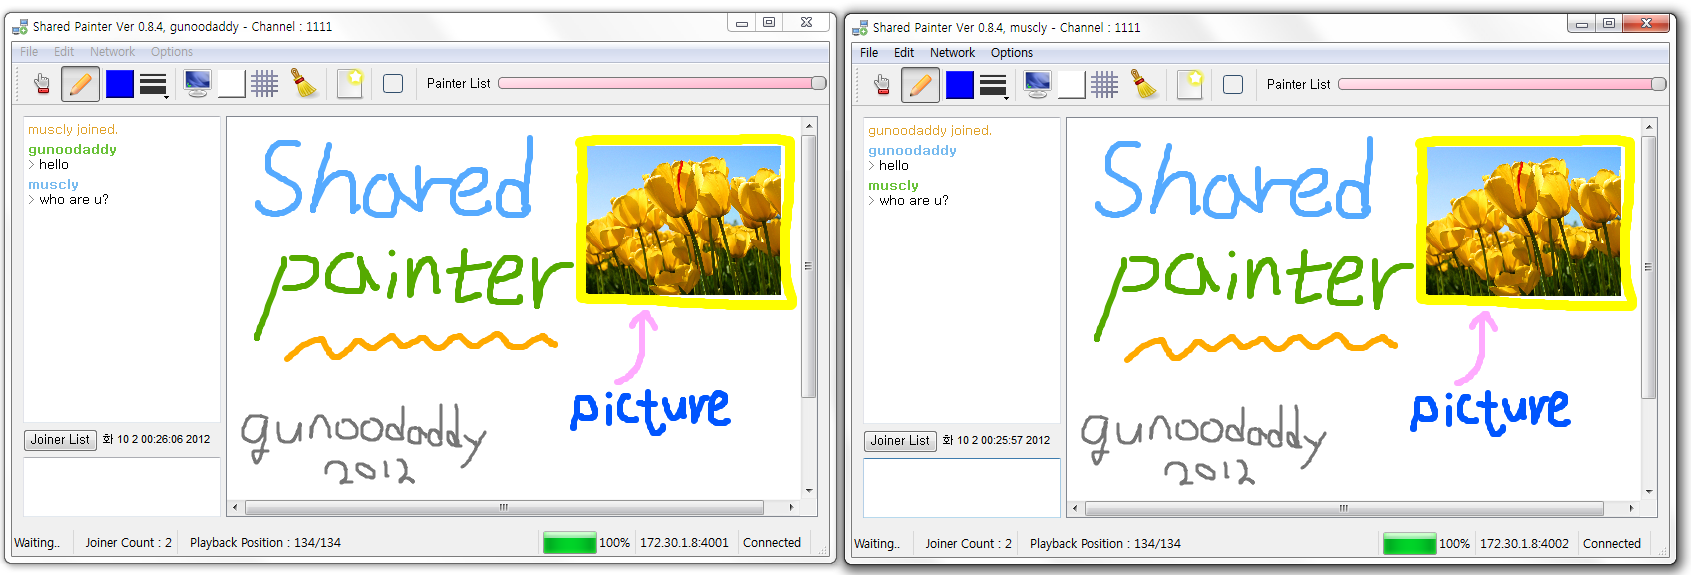 Shared Painter Ver 0.8.4, gunoodaddy - Channel : 1111
File Edit Network Options
Painter List
muscly joined.
gunoodaddy
> hello
muscly
> who are u?
Shared
painter
picture
gunoodaddy
2012
Joiner List 화 10 2 00:26:06 2012
Waiting.. Joiner Count : 2 Playback Position : 134/134 100% 172.30.1.8:4001 Connected
Shared Painter Ver 0.8.4, muscly - Channel : 1111
File Edit Network Options
Painter List
gunoodaddy joined.
gunoodaddy
> hello
muscly
> who are u?
Shared
painter
picture
gunoodaddy
2012
Joiner List 화 10 2 00:25:57 2012
Waiting.. Joiner Count : 2 Playback Position : 134/134 100% 172.30.1.8:4002 Connected